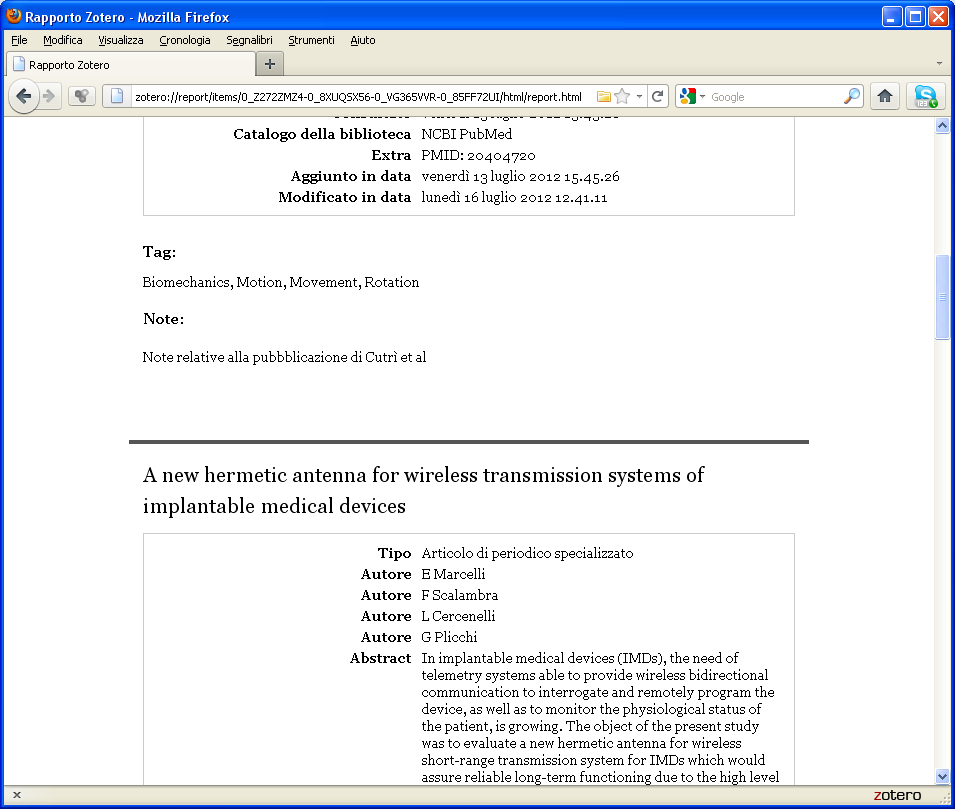 Rapporto Zotero - Mozilla Firefox
File Modifica Visualizza Cronologia Segnalibri Strumenti Aiuto
Rapporto Zotero
zotero://report/items/0_Z272ZMZ4-0_8XUQSX56-0_VG365VVR-0_85FF72UI/html/report.html
Google
Catalogo della biblioteca NCBI PubMed
Extra PMID: 20404720
Aggiunto in data venerdì 13 luglio 2012 15.45.26
Modificato in data lunedì 16 luglio 2012 12.41.11
Tag:
Biomechanics, Motion, Movement, Rotation
Note:
Note relative alla pubbblicazione di Cutrì et al
A new hermetic antenna for wireless transmission systems of
implantable medical devices
Tipo Articolo di periodico specializzato
Autore E Marcelli
Autore F Scalambra
Autore L Cercenelli
Autore G Plicchi
Abstract In implantable medical devices (IMDs), the need of
telemetry systems able to provide wireless bidirectional
communication to interrogate and remotely program the
device, as well as to monitor the physiological status of
the patient, is growing. The object of the present study
was to evaluate a new hermetic antenna for wireless
short-range transmission system for IMDs which would
assure reliable long-term functioning due to the high level
zotero